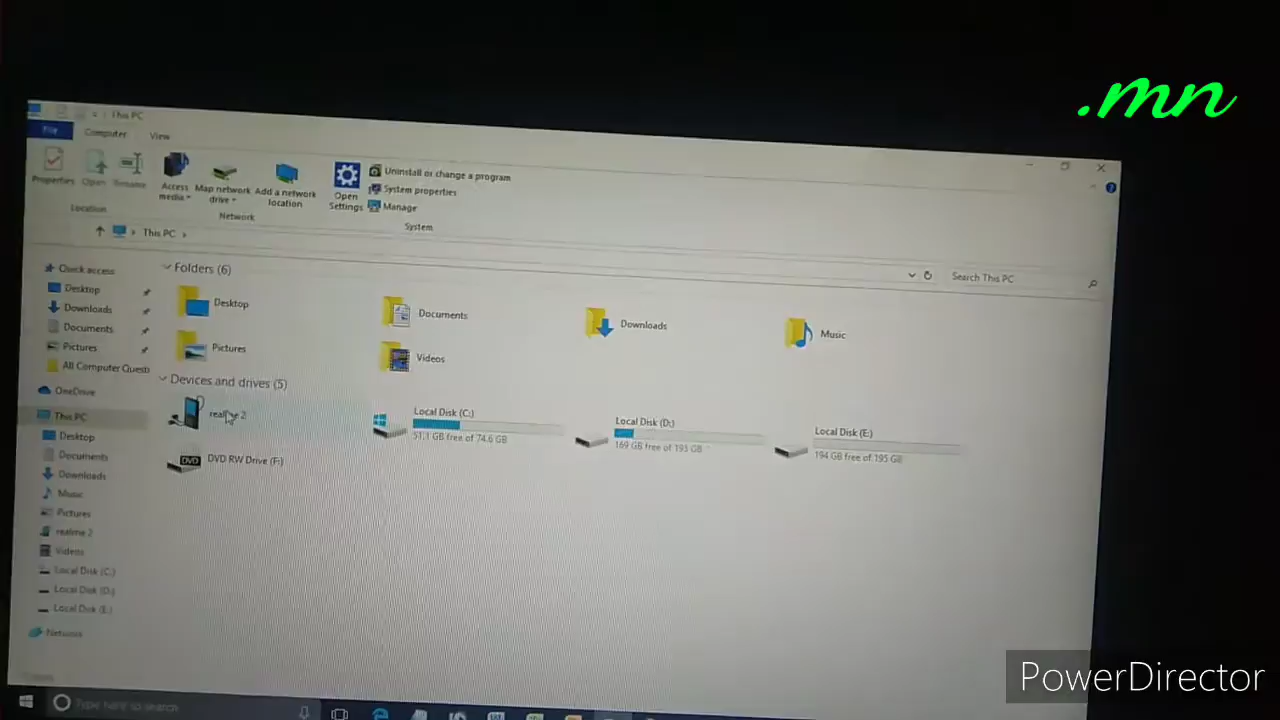 .mn
This PC
File
Computer
View
Properties
Open
Rename
Access media
Map network drive
Add a network location
Open Settings
Uninstall or change a program
System properties
Manage
Location
Network
System
This PC
Search This PC
Quick access
Desktop
Downloads
Documents
Pictures
All Computer Questi
OneDrive
This PC
Desktop
Documents
Downloads
Music
Pictures
realme 2
Videos
Local Disk (C:)
Local Disk (D:)
Local Disk (E:)
Network
Folders (6)
Desktop
Documents
Downloads
Music
Pictures
Videos
Devices and drives (5)
realme 2
Local Disk (C:)
51.1 GB free of 74.6 GB
Local Disk (D:)
169 GB free of 195 GB
Local Disk (E:)
194 GB free of 195 GB
DVD RW Drive (F:)
DVD
Type here to search
PowerDirector